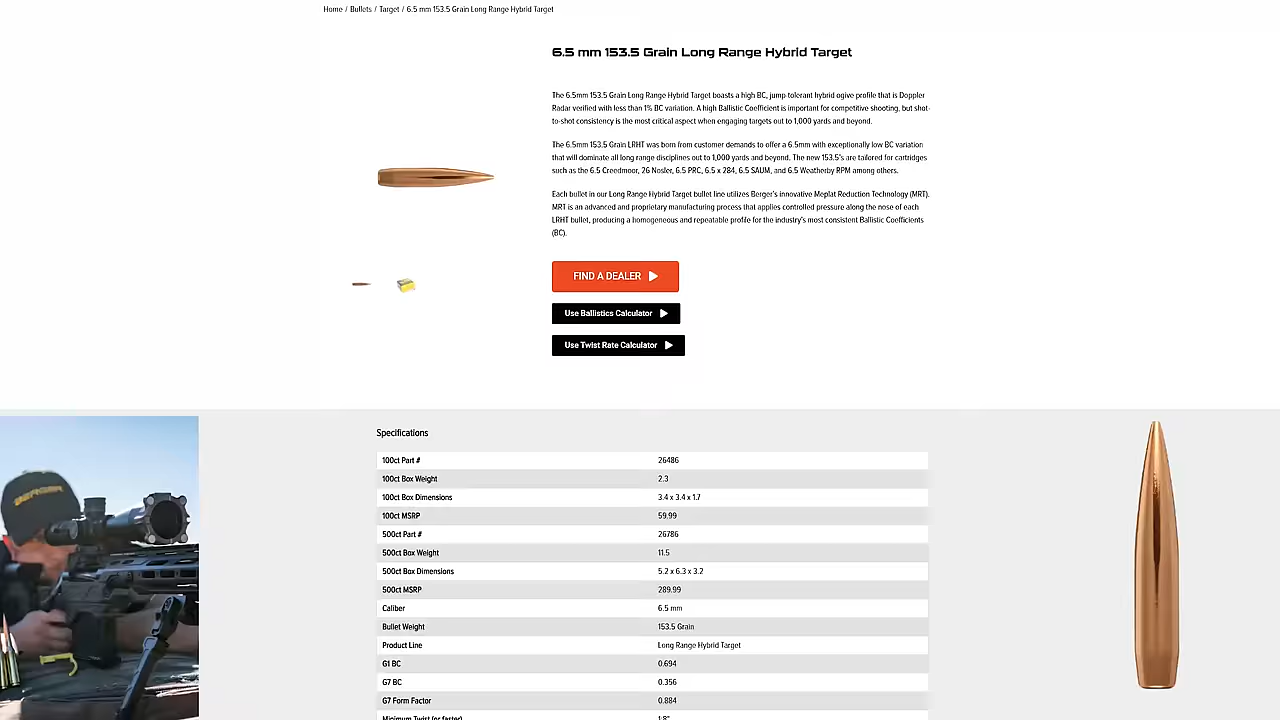 Home / Bullets / Target / 6.5 mm 153.5 Grain Long Range Hybrid Target
6.5 mm 153.5 Grain Long Range Hybrid Target
The 6.5mm 153.5 Grain Long Range Hybrid Target boasts a high BC, jump-tolerant hybrid ogive profile that is Doppler
Radar verified with less than 1% BC variation. A high Ballistic Coefficient is important for competitive shooting, but shot-
to-shot consistency is the most critical aspect when engaging targets out to 1,000 yards and beyond.
The 6.5mm 153.5 Grain LRHT was born from customer demands to offer a 6.5mm with exceptionally low BC variation
that will dominate all long range disciplines out to 1,000 yards and beyond. The new 153.5's are tailored for cartridges
such as the 6.5 Creedmoor, 26 Nosler, 6.5 PRC, 6.5 x 284, 6.5 SAUM, and 6.5 Weatherby RPM among others.
Each bullet in our Long Range Hybrid Target bullet line utilizes Berger's innovative Meplat Reduction Technology (MRT).
MRT is an advanced and proprietary manufacturing process that applies controlled pressure along the nose of each
LRHT bullet, producing a homogeneous and repeatable profile for the industry's most consistent Ballistic Coefficients
(BC).
FIND A DEALER
Use Ballistics Calculator
Use Twist Rate Calculator
Specifications
100ct Part # 26486
100ct Box Weight 2.3
100ct Box Dimensions 3.4 x 3.4 x 1.7
100ct MSRP 59.99
500ct Part # 26786
500ct Box Weight 11.5
500ct Box Dimensions 5.2 x 6.3 x 3.2
500ct MSRP 289.99
Caliber 6.5 mm
Bullet Weight 153.5 Grain
Product Line Long Range Hybrid Target
G1 BC 0.694
G7 BC 0.356
G7 Form Factor 0.884
Minimum Twist (or faster) 1:8"